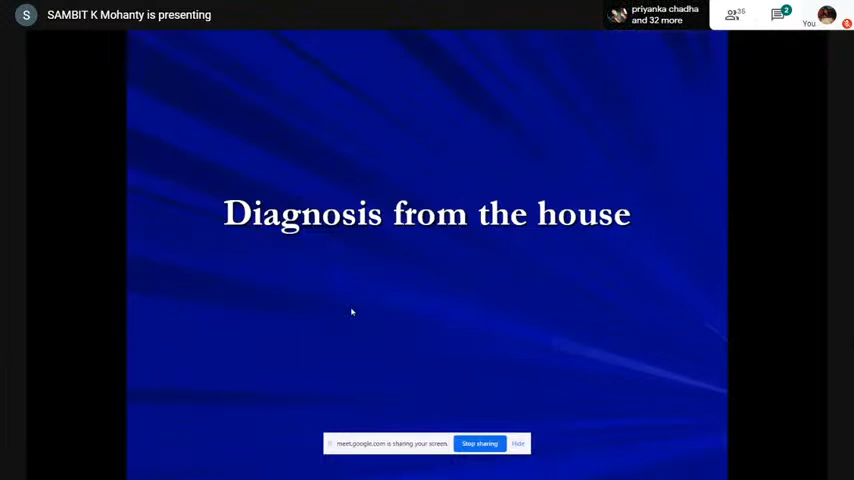 S
SAMBIT K Mohanty is presenting
priyanka chadha
and 32 more
35
2
You
Diagnosis from the house
meet.google.com is sharing your screen.
Stop sharing
Hide